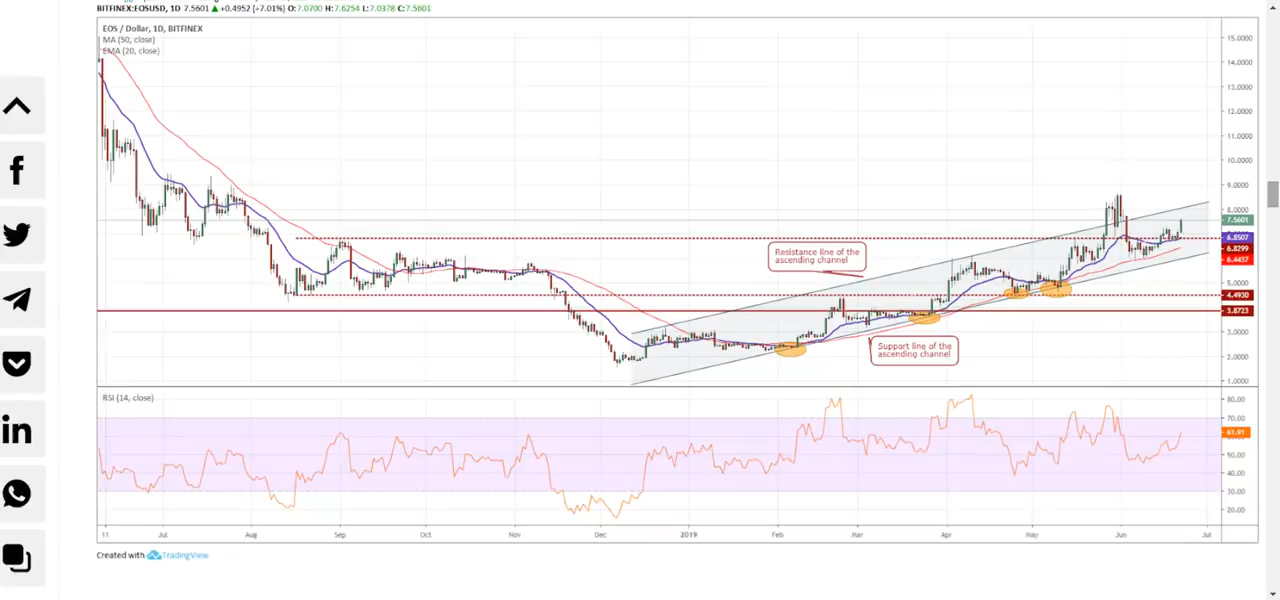 BITFINEX:EOSUSD, 1D 7.5601 ▲ +0.4952 (+7.01%) O:7.0700 H:7.6254 L:7.0378 C:7.5601
EOS / Dollar, 1D, BITFINEX
MA (50, close)
EMA (20, close)
15.0000
14.0000
13.0000
12.0000
11.0000
10.0000
9.0000
8.0000
7.5601
6.8507
6.8299
6.4437
5.0000
4.4930
3.8723
3.0000
2.0000
1.0000
Resistance line of the
ascending channel
Support line of the
ascending channel
RSI (14, close)
80.00
70.00
61.91
50.00
40.00
30.00
20.00
11 Jul Aug Sep Oct Nov Dec 2019 Feb Mar Apr May Jun Jul
Created with TradingView